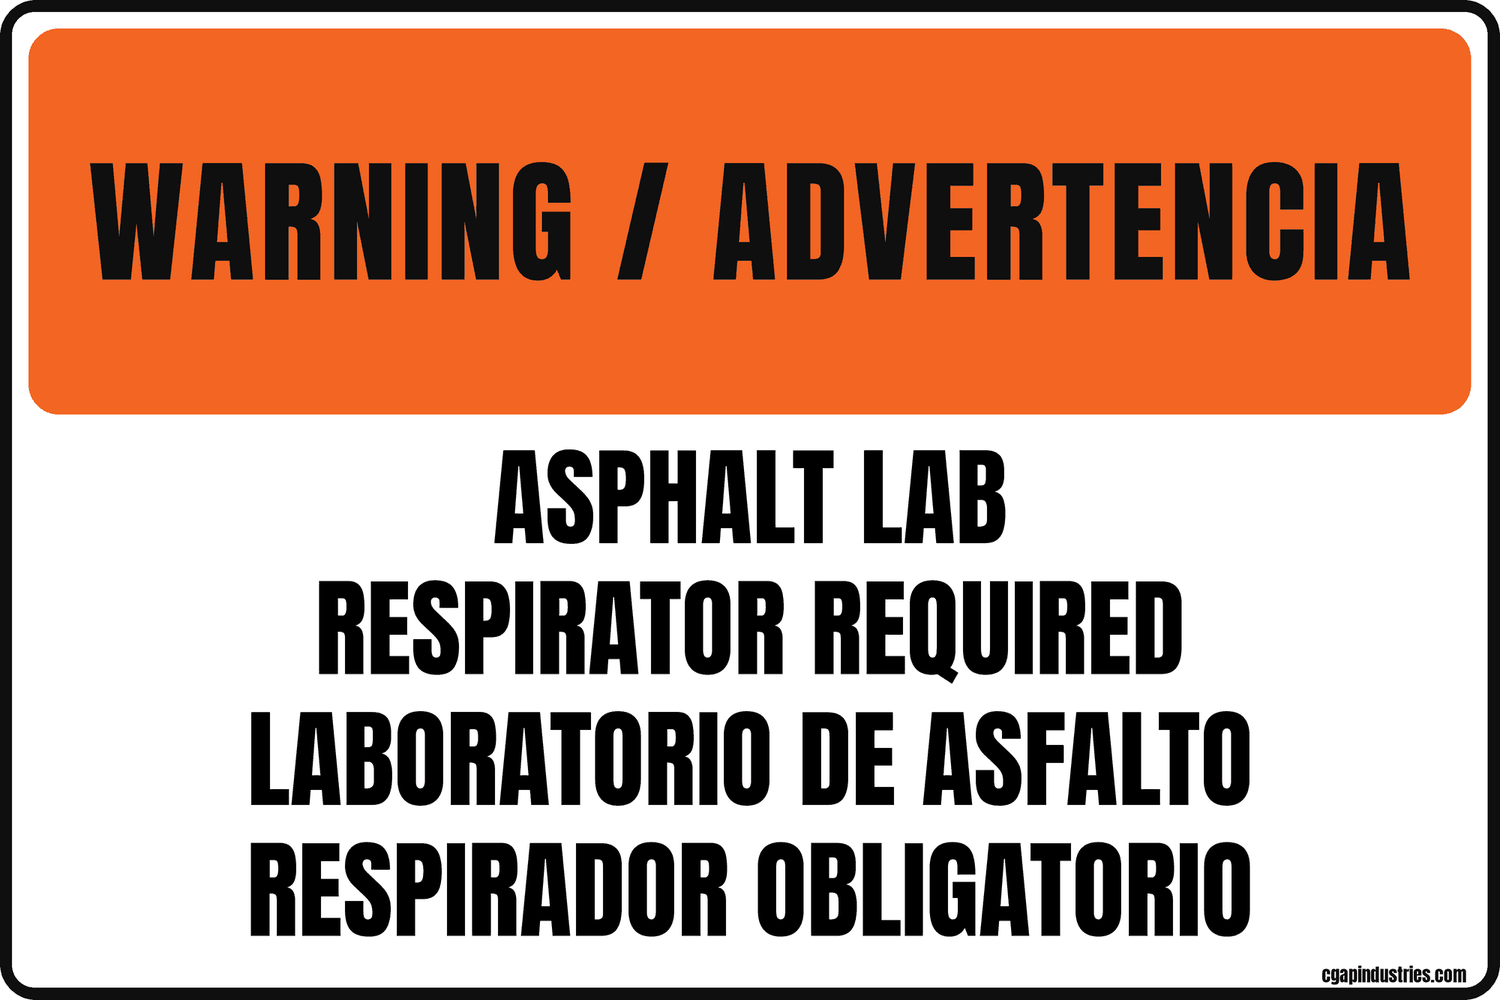 WARNING / ADVERTENCIA
ASPHALT LAB
RESPIRATOR REQUIRED
LABORATORIO DE ASFALTO
RESPIRADOR OBLIGATORIO
cgapindustries.com